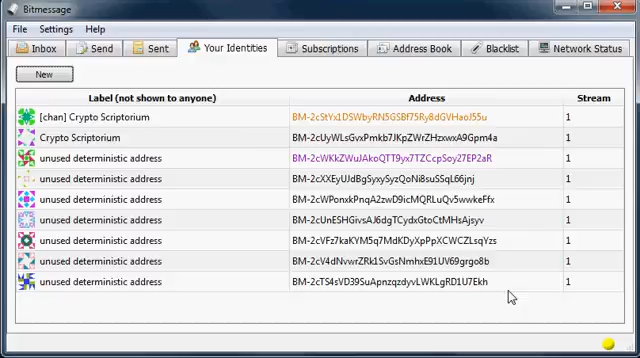 Bitmessage
File Settings Help
Inbox Send Sent Your Identities Subscriptions Address Book Blacklist Network Status
New
Label (not shown to anyone) Address Stream
[chan] Crypto Scriptorium BM-2cStYx1DSWbyRN5GSBf75Ry8dGVHaoJ55u 1
Crypto Scriptorium BM-2cUyWLsGvxPmkb7JKpZWrZHzxwxA9Gpm4a 1
unused deterministic address BM-2cWKkZWuJAkoQTT9yx7TZCcpSoy27EP2aR 1
unused deterministic address BM-2cXXEyUJdBgSyxySyzQoNi8suSSqL66jnj 1
unused deterministic address BM-2cWPonxkPnqA2zwD9icMQRLuQv5wwkeFfx 1
unused deterministic address BM-2cUnESHGivsAJ6dgTCydxGtoCtMHsAjsyv 1
unused deterministic address BM-2cVFz7kaKYM5q7MdKDyXpPpXCWCZLsqYzs 1
unused deterministic address BM-2cV4dNvwrZRk1SvGsNmhxE91UV69grgo8b 1
unused deterministic address BM-2cTS4sVD39SuApnzqzdyvLWKLgRD1U7Ekh 1